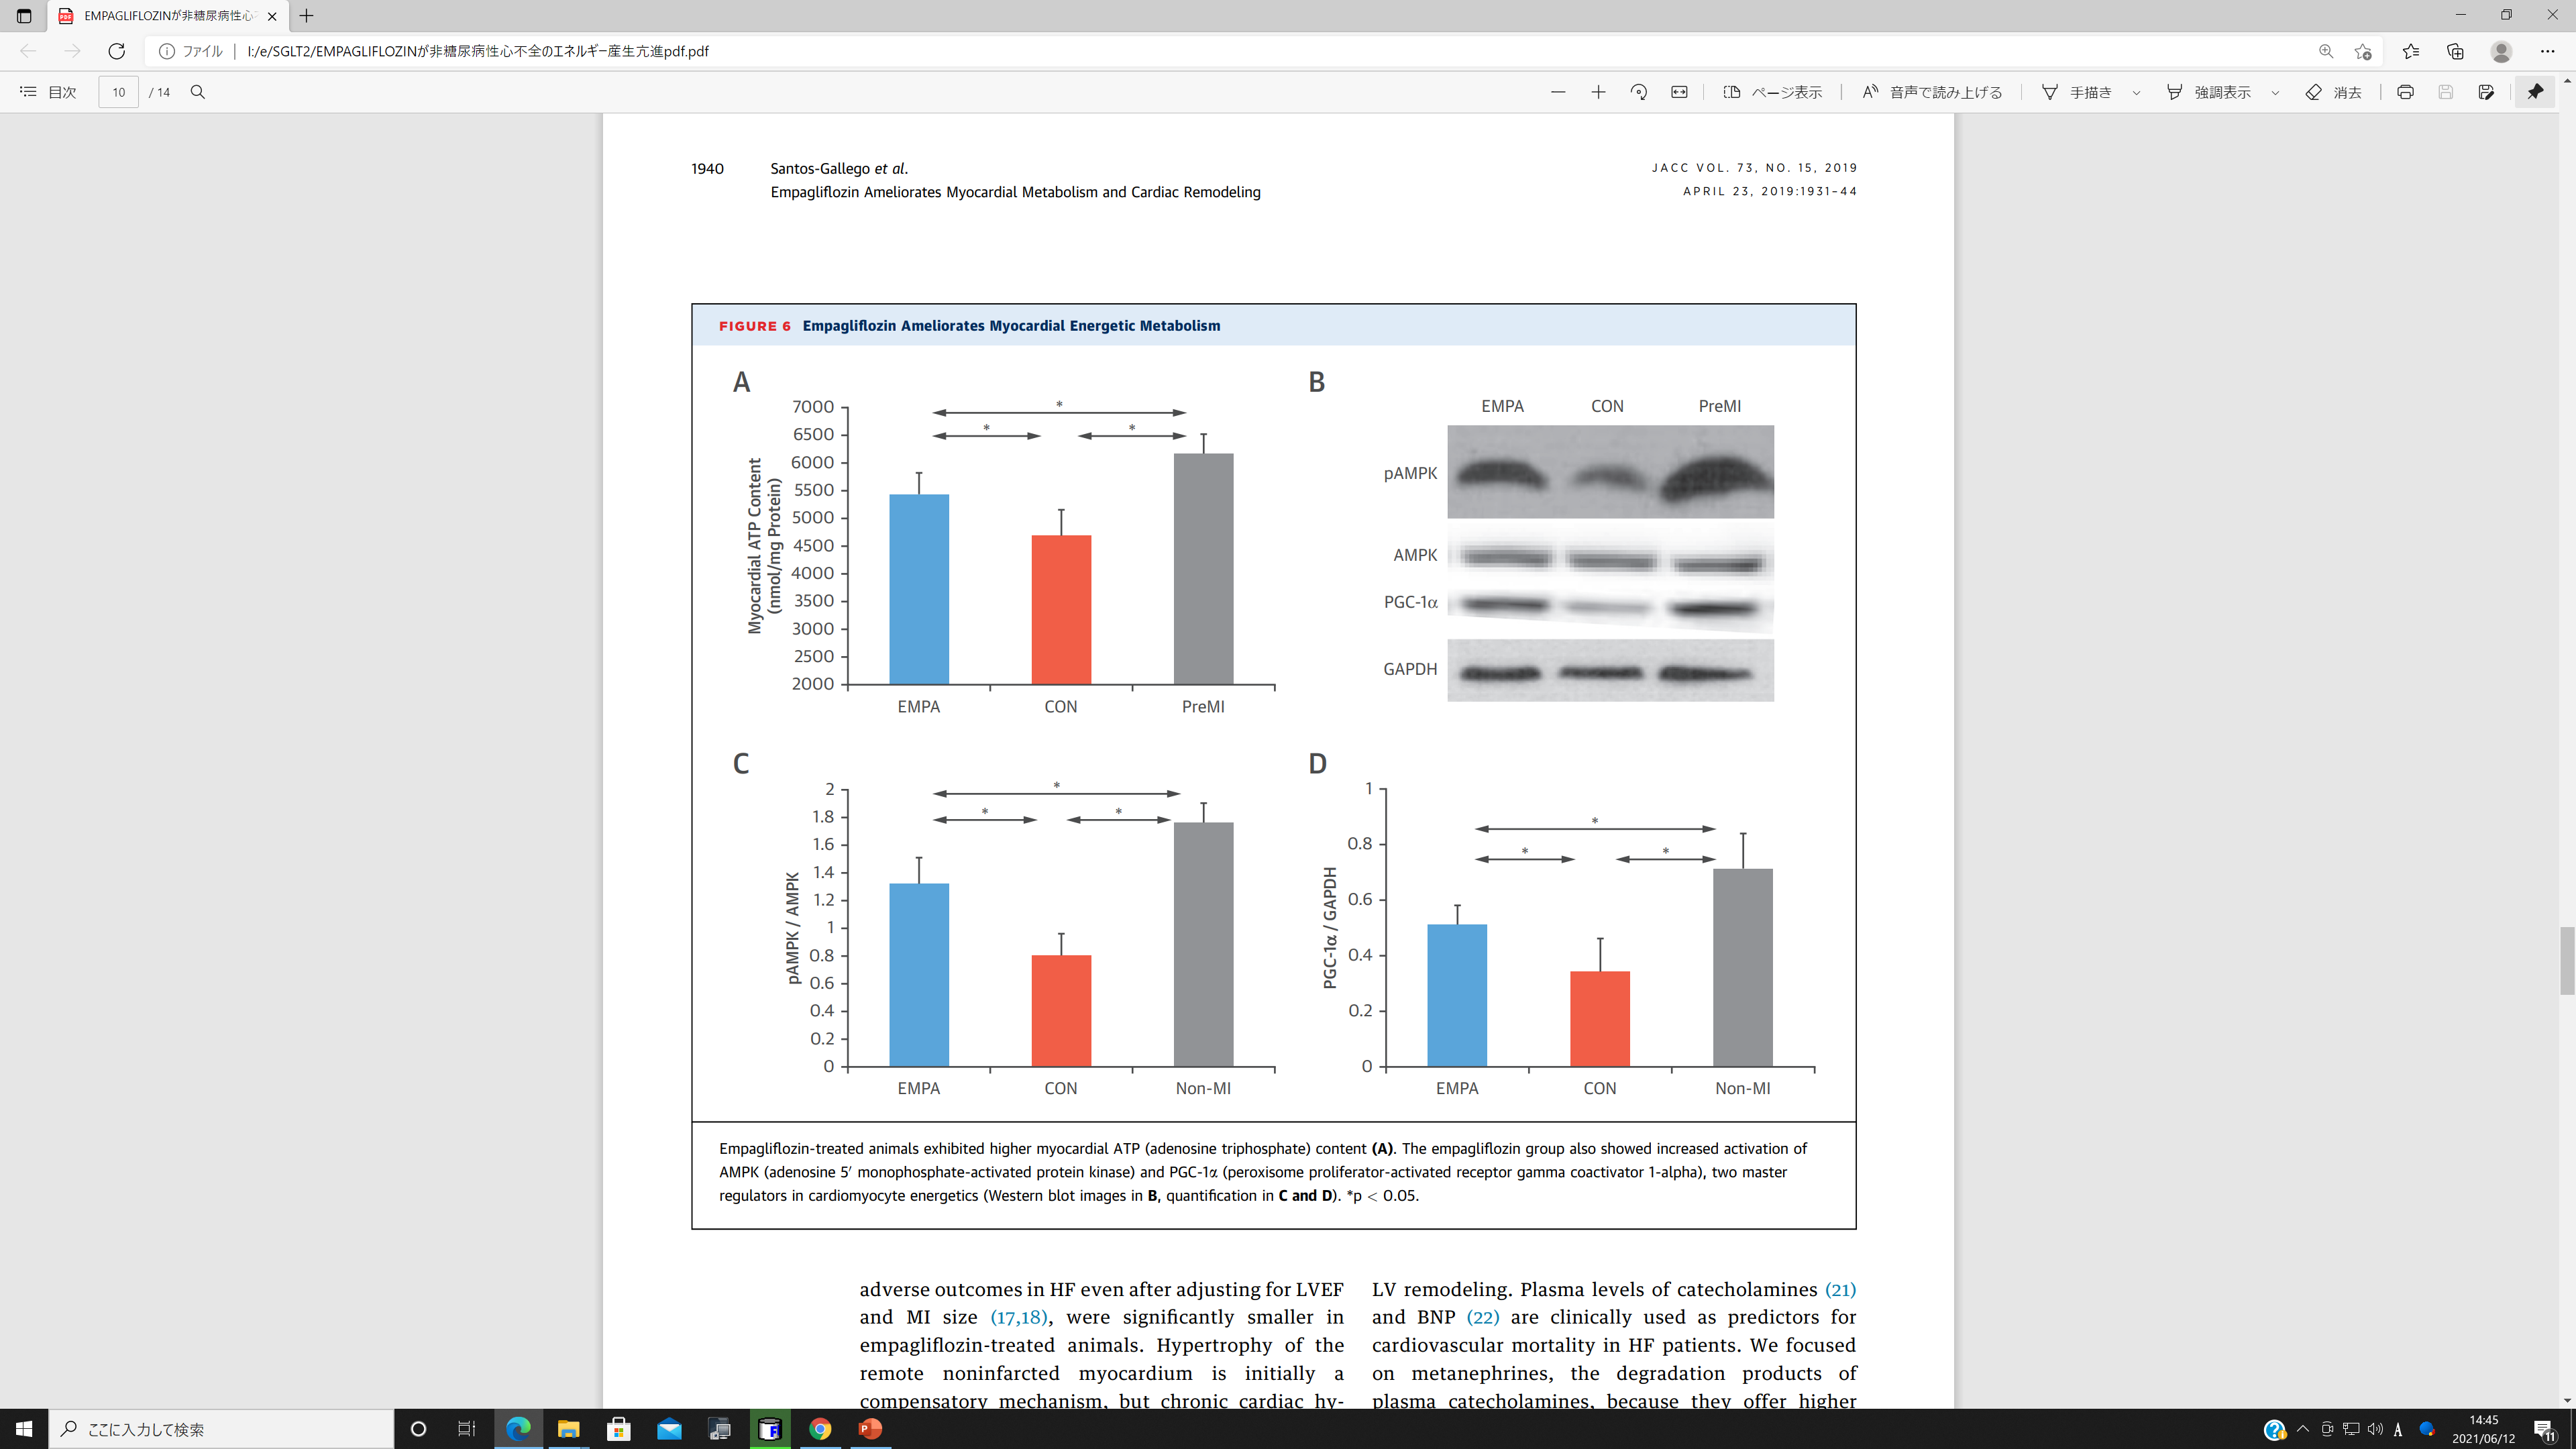 EMPAGLIFLOZINが非糖尿病性心不
ファイル
I:/e/SGLT2/EMPAGLIFLOZINが非糖尿病性心不全のエネルギー産生亢進pdf.pdf
目次
10 / 14
ページ表示
音声で読み上げる
手描き
強調表示
消去
1940
Santos-Gallego et al.
Empagliflozin Ameliorates Myocardial Metabolism and Cardiac Remodeling
JACC VOL. 73, NO. 15, 2019
APRIL 23, 2019:1931–44
FIGURE 6 Empagliflozin Ameliorates Myocardial Energetic Metabolism
A
Myocardial ATP Content
(nmol/mg Protein)
7000
6500
6000
5500
5000
4500
4000
3500
3000
2500
2000
*
* *
EMPA CON PreMI
B
EMPA CON PreMI
pAMPK
AMPK
PGC-1α
GAPDH
C
pAMPK / AMPK
2
1.8
1.6
1.4
1.2
1
0.8
0.6
0.4
0.2
0
*
* *
EMPA CON Non-MI
D
PGC-1α / GAPDH
1
0.8
0.6
0.4
0.2
0
*
* *
EMPA CON Non-MI
Empagliflozin-treated animals exhibited higher myocardial ATP (adenosine triphosphate) content (A). The empagliflozin group also showed increased activation of
AMPK (adenosine 5′ monophosphate-activated protein kinase) and PGC-1α (peroxisome proliferator-activated receptor gamma coactivator 1-alpha), two master
regulators in cardiomyocyte energetics (Western blot images in B, quantification in C and D). *p < 0.05.
adverse outcomes in HF even after adjusting for LVEF
and MI size (17,18), were significantly smaller in
empagliflozin-treated animals. Hypertrophy of the
remote noninfarcted myocardium is initially a
compensatory mechanism, but chronic cardiac hy-
LV remodeling. Plasma levels of catecholamines (21)
and BNP (22) are clinically used as predictors for
cardiovascular mortality in HF patients. We focused
on metanephrines, the degradation products of
plasma catecholamines, because they offer higher
ここに入力して検索
A
14:45
2021/06/12
11